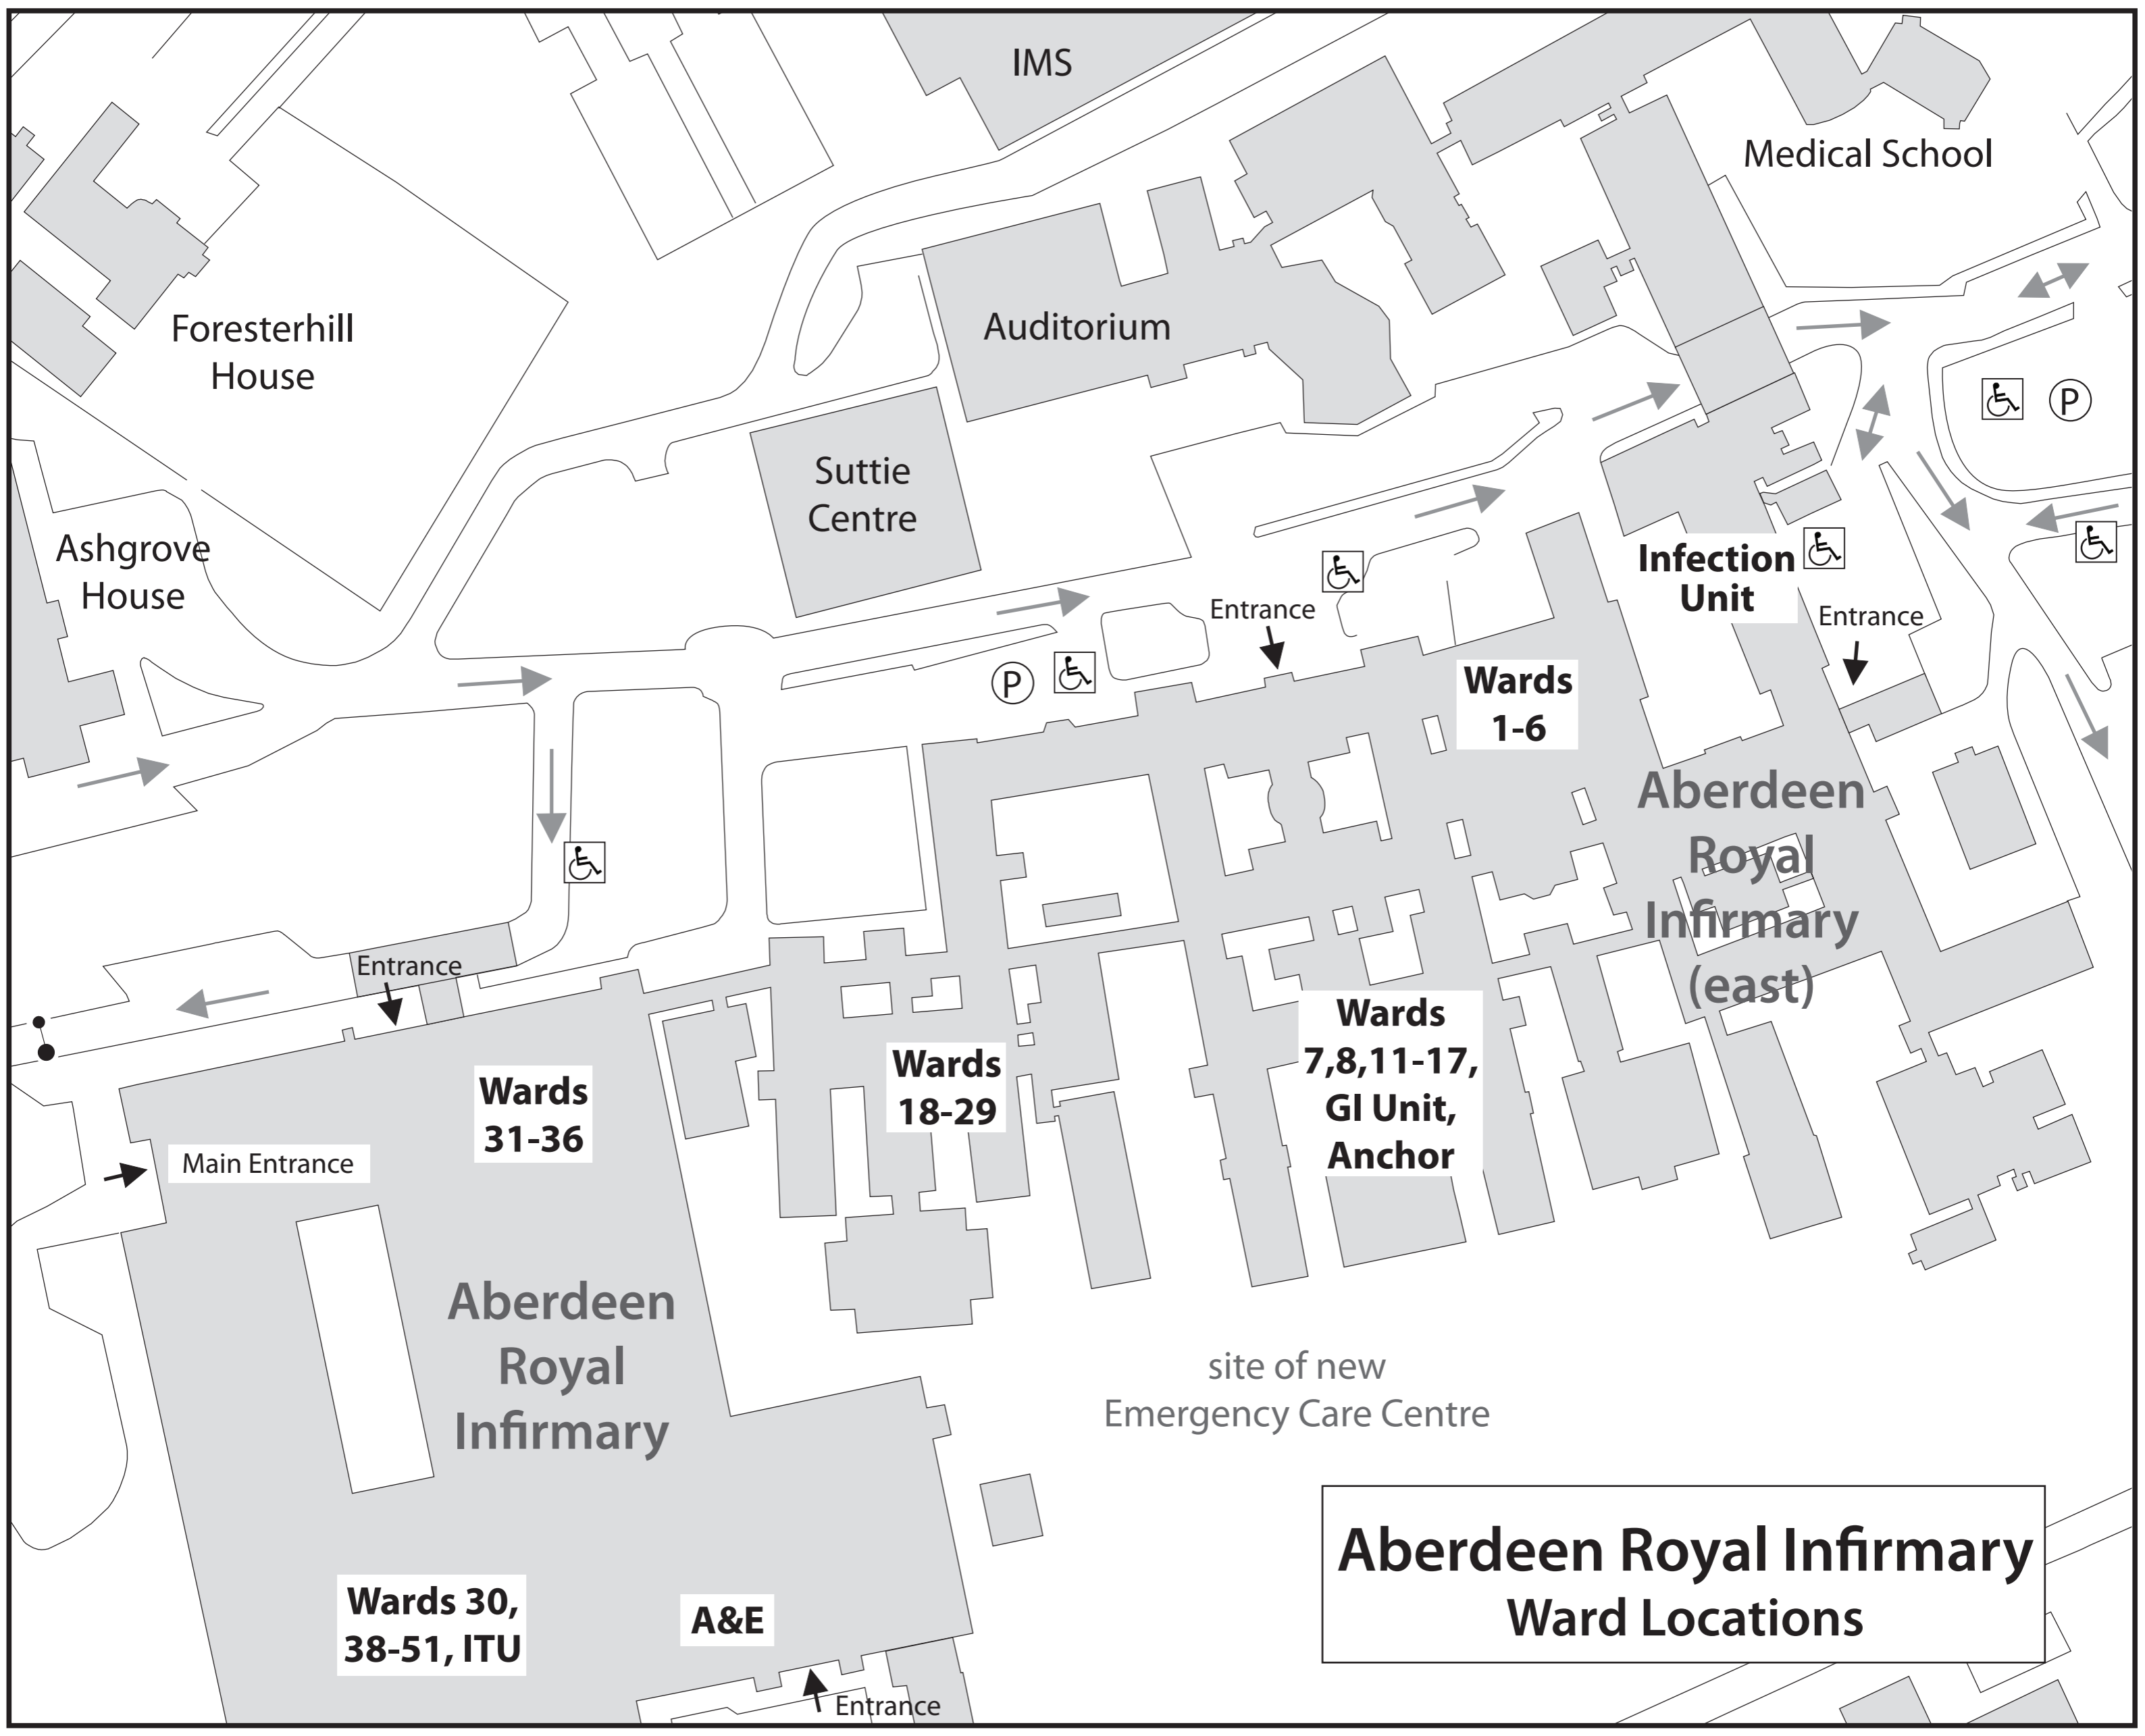 IMS
Medical School
Foresterhill
House
Auditorium
P
Suttie
Centre
Ashgrove
House
Infection
Unit
Entrance
Entrance
P
Wards
1-6
Aberdeen
Royal
Infirmary
(east)
Entrance
Wards
7,8,11-17,
GI Unit,
Anchor
Wards
18-29
Wards
31-36
Main Entrance
Aberdeen
Royal
Infirmary
site of new
Emergency Care Centre
Aberdeen Royal Infirmary
Ward Locations
Wards 30,
38-51, ITU
A&E
Entrance